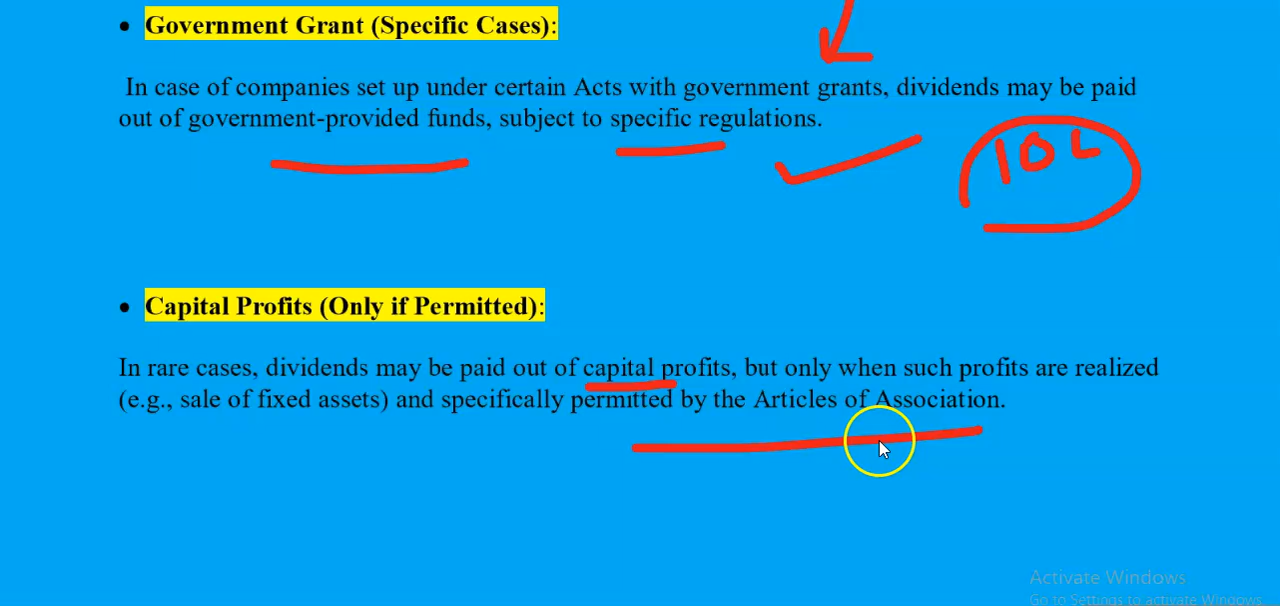 • Government Grant (Specific Cases):
In case of companies set up under certain Acts with government grants, dividends may be paid
out of government-provided funds, subject to specific regulations.
10L
• Capital Profits (Only if Permitted):
In rare cases, dividends may be paid out of capital profits, but only when such profits are realized
(e.g., sale of fixed assets) and specifically permitted by the Articles of Association.
Activate Windows
Go to Settings to activate Windows.